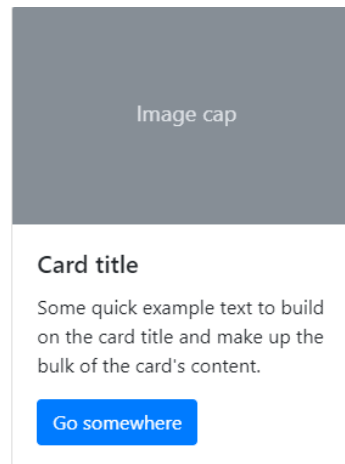 Image cap
Card title
Some quick example text to build
on the card title and make up the
bulk of the card's content.
Go somewhere